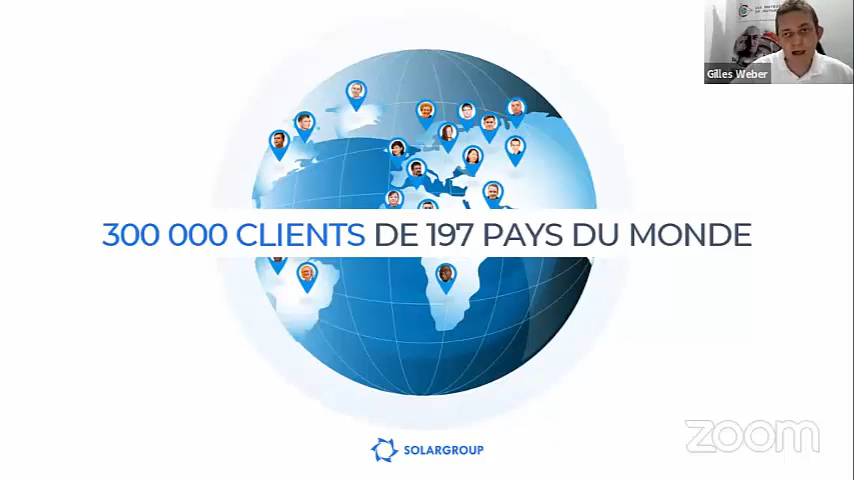 Gilles Weber
300 000 CLIENTS DE 197 PAYS DU MONDE
SOLARGROUP
zoom